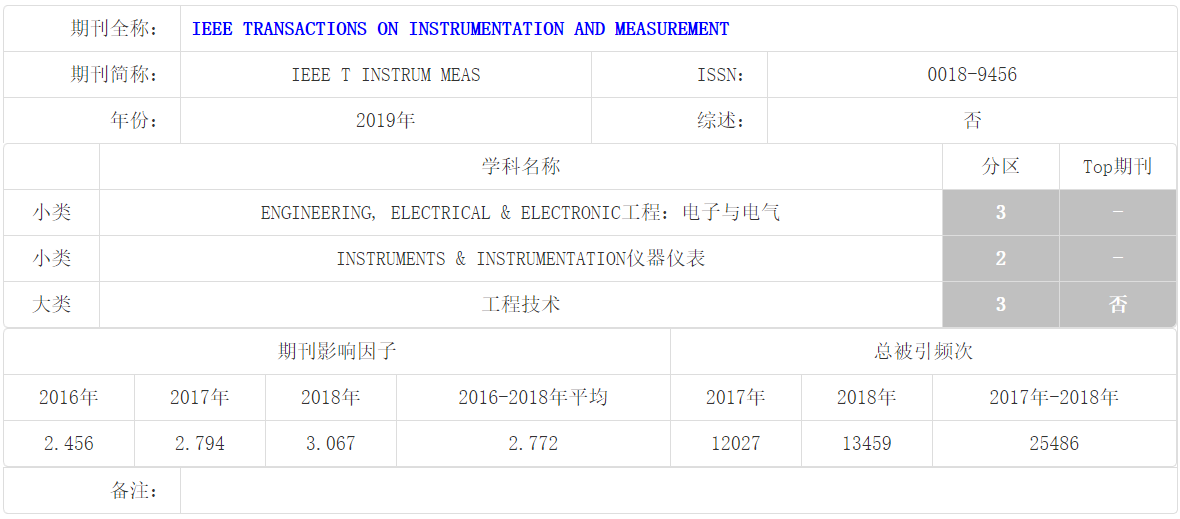 期刊全称： IEEE TRANSACTIONS ON INSTRUMENTATION AND MEASUREMENT
期刊简称： IEEE T INSTRUM MEAS ISSN： 0018-9456
年份： 2019年 综述： 否
学科名称 分区 Top期刊
小类 ENGINEERING, ELECTRICAL & ELECTRONIC工程：电子与电气 3 -
小类 INSTRUMENTS & INSTRUMENTATION仪器仪表 2 -
大类 工程技术 3 否
期刊影响因子 总被引频次
2016年 2017年 2018年 2016-2018年平均 2017年 2018年 2017年-2018年
2.456 2.794 3.067 2.772 12027 13459 25486
备注：